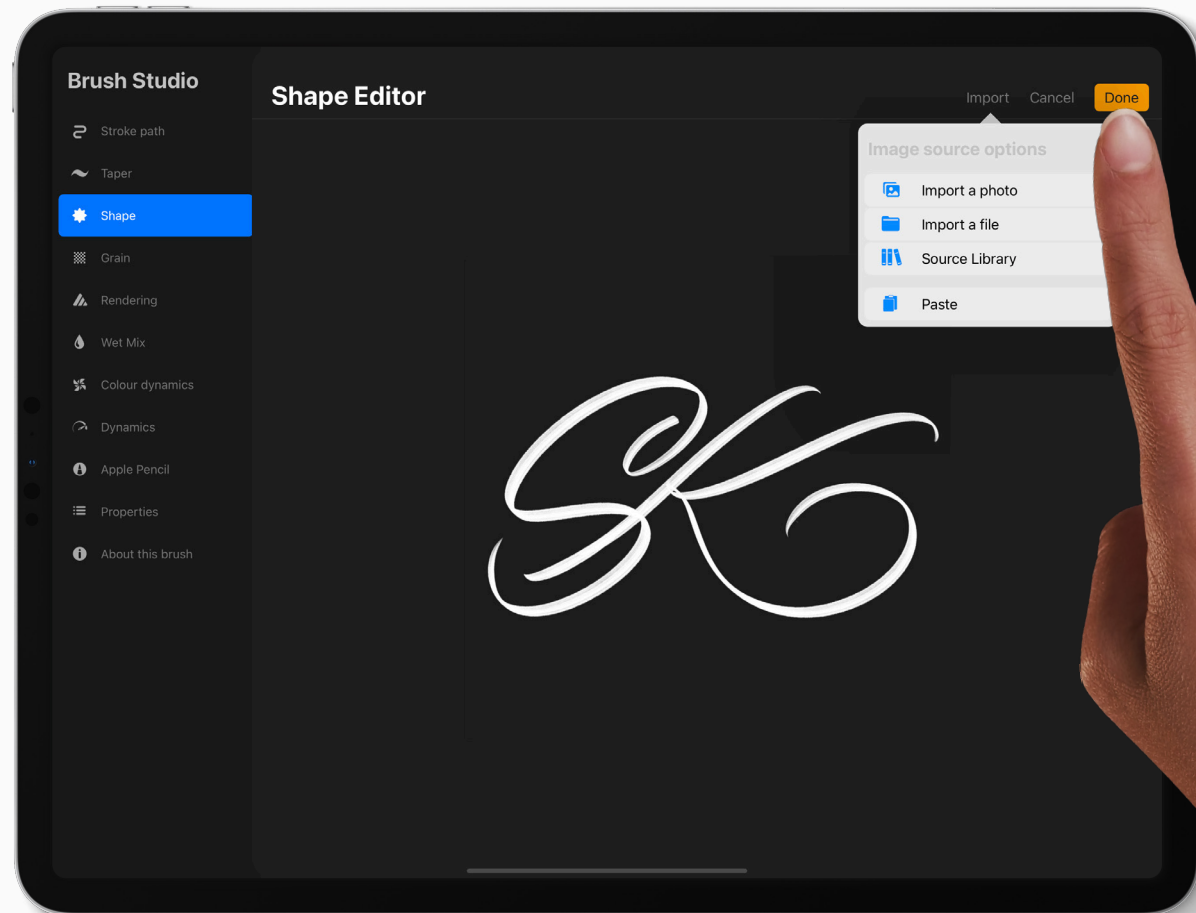 Brush Studio
Stroke path
Taper
Shape
Grain
Rendering
Wet Mix
Colour dynamics
Dynamics
Apple Pencil
Properties
About this brush
Shape Editor
Import Cancel Done
Image source options
Import a photo
Import a file
Source Library
Paste
SK